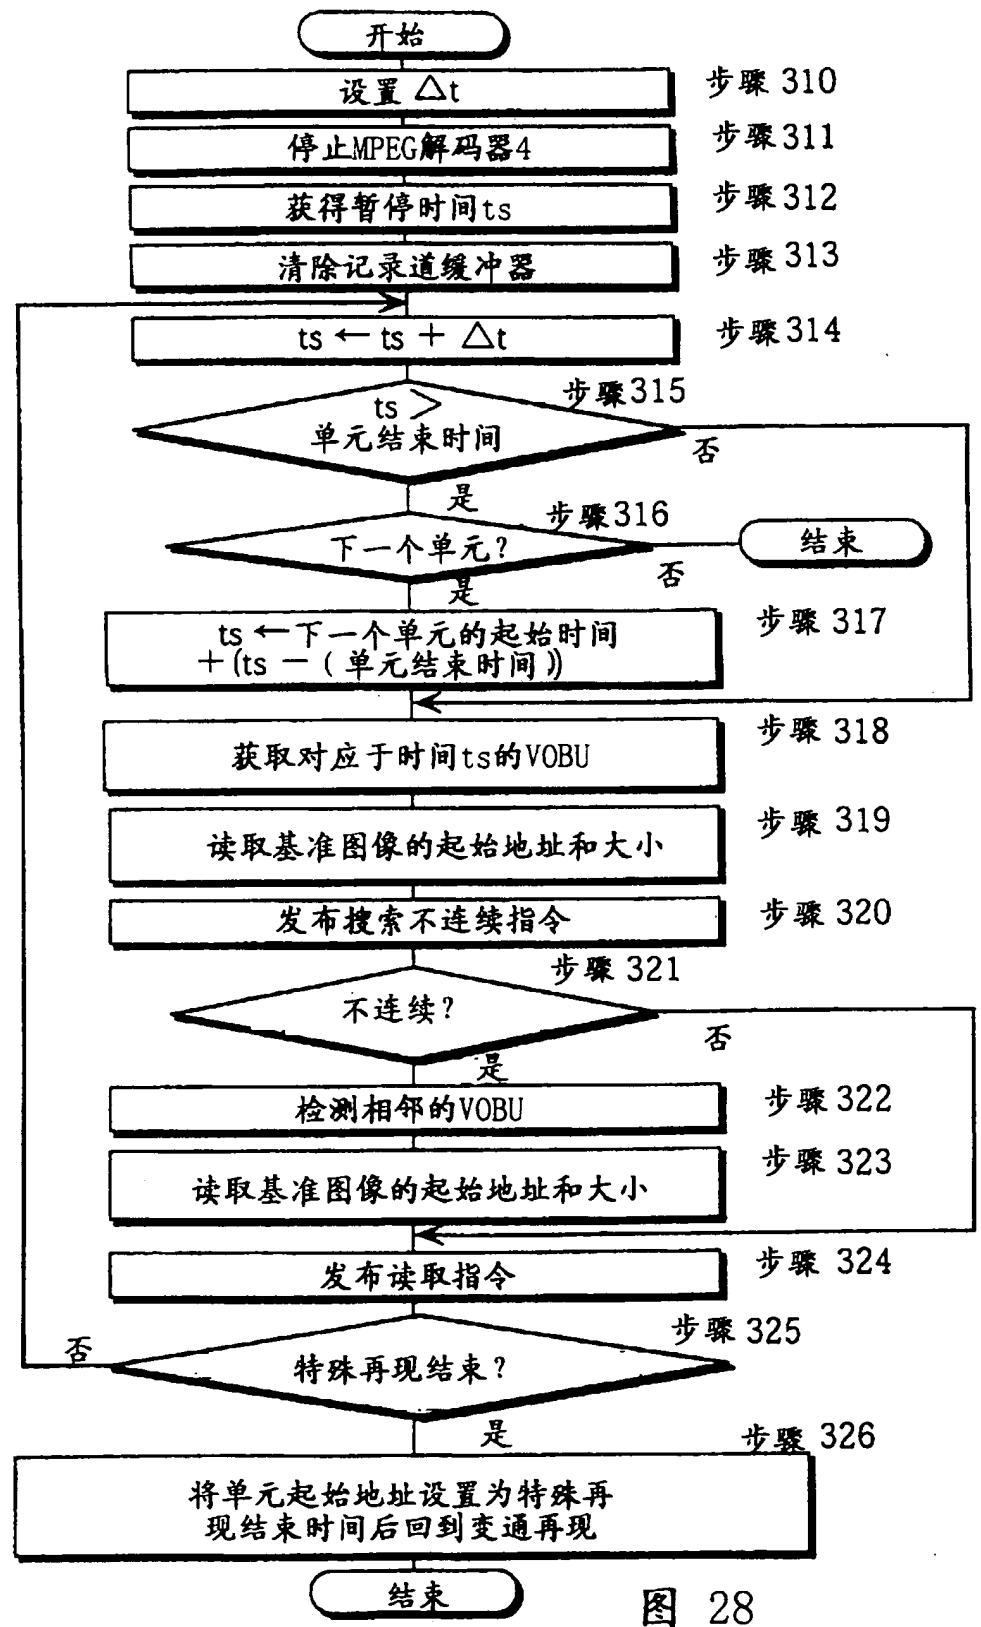 开始
设置 △t
步骤 310
停止MPEG解码器4
步骤 311
获得暂停时间ts
步骤 312
清除记录道缓冲器
步骤 313
ts ← ts + △t
步骤 314
步骤 315
ts >
单元结束时间
否
是
步骤 316
下一个单元?
结束
否
是
ts ← 下一个单元的起始时间
+ (ts - ( 单元结束时间 ))
步骤 317
获取对应于时间ts的VOBU
步骤 318
读取基准图像的起始地址和大小
步骤 319
发布搜索不连续指令
步骤 320
步骤 321
不连续?
否
是
检测相邻的VOBU
步骤 322
读取基准图像的起始地址和大小
步骤 323
发布读取指令
步骤 324
步骤 325
否
特殊再现结束?
是
步骤 326
将单元起始地址设置为特殊再
现结束时间后回到变通再现
结束
图 28